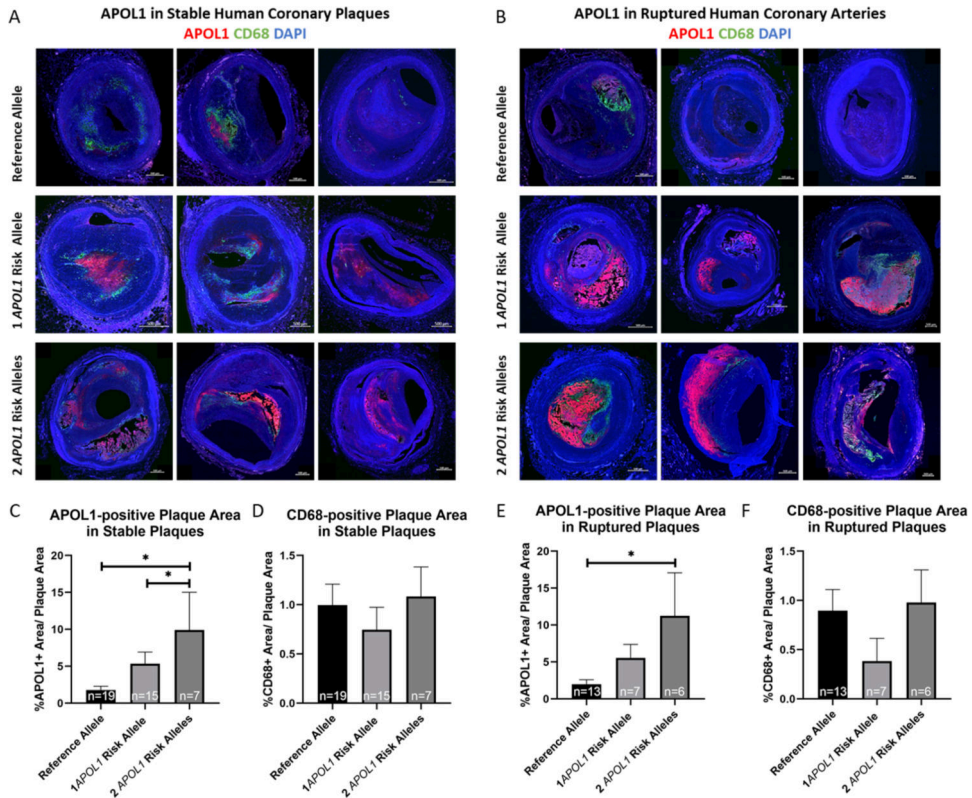 A
APOL1 in Stable Human Coronary Plaques
APOL1 CD68 DAPI
Reference Allele
1 APOL1 Risk Allele
2 APOL1 Risk Alleles
B
APOL1 in Ruptured Human Coronary Arteries
APOL1 CD68 DAPI
Reference Allele
1 APOL1 Risk Allele
2 APOL1 Risk Alleles
C
APOL1-positive Plaque Area
in Stable Plaques
%APOL1+ Area/ Plaque Area
20
15
10
5
0
*
*
n=19
n=15
n=7
Reference Allele
1 APOL1 Risk Allele
2 APOL1 Risk Alleles
D
CD68-positive Plaque Area
in Stable Plaques
%CD68+ Area/ Plaque Area
1.5
1.0
0.5
0.0
n=19
n=15
n=7
Reference Allele
1 APOL1 Risk Allele
2 APOL1 Risk Alleles
E
APOL1-positive Plaque Area
in Ruptured Plaques
%APOL1+ Area/ Plaque Area
20
15
10
5
0
*
n=13
n=7
n=6
Reference Allele
1 APOL1 Risk Allele
2 APOL1 Risk Alleles
F
CD68-positive Plaque Area
in Ruptured Plaques
%CD68+ Area/ Plaque Area
1.5
1.0
0.5
0.0
n=13
n=7
n=6
Reference Allele
1 APOL1 Risk Allele
2 APOL1 Risk Alleles